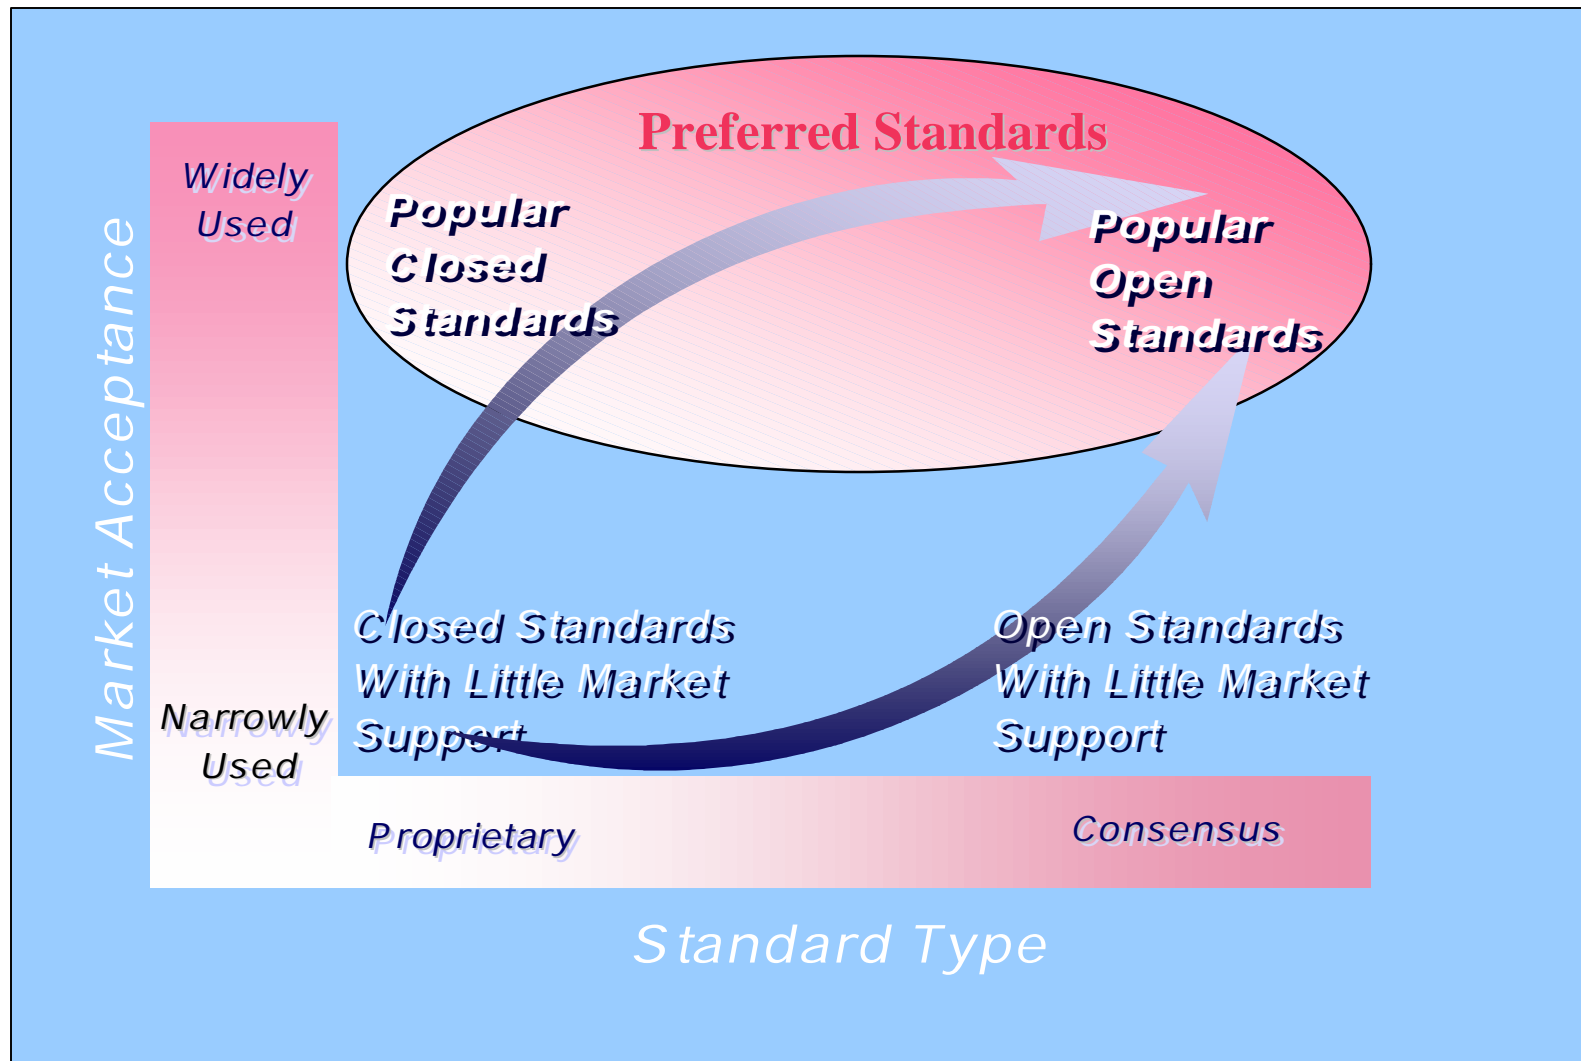 Preferred Standards
Widely
Used
Popular
Closed
Standards
Popular
Open
Standards
Market Acceptance
Closed Standards
With Little Market
Support
Open Standards
With Little Market
Support
Narrowly
Used
Proprietary
Consensus
Standard Type